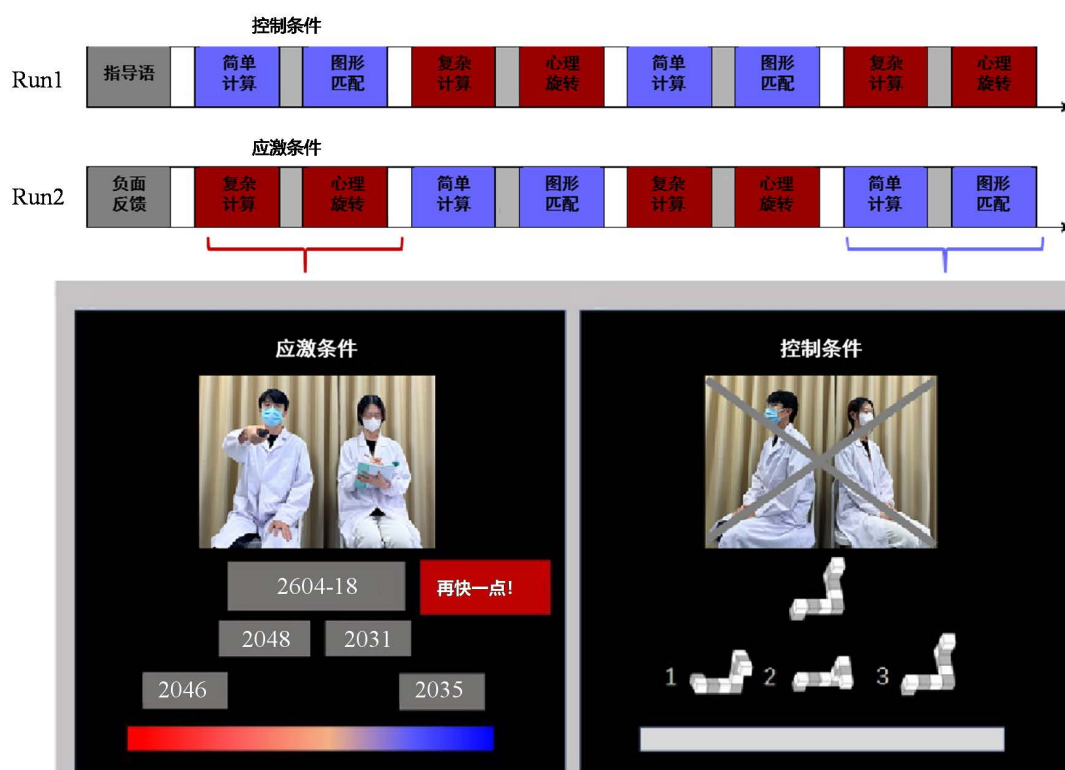 控制条件
Run1
指导语
简单
计算
图形
匹配
复杂
计算
心理
旋转
简单
计算
图形
匹配
复杂
计算
心理
旋转
应激条件
Run2
负面
反馈
复杂
计算
心理
旋转
简单
计算
图形
匹配
复杂
计算
心理
旋转
简单
计算
图形
匹配
应激条件
2604-18
再快一点!
2048
2031
2046
2035
控制条件
1
2
3